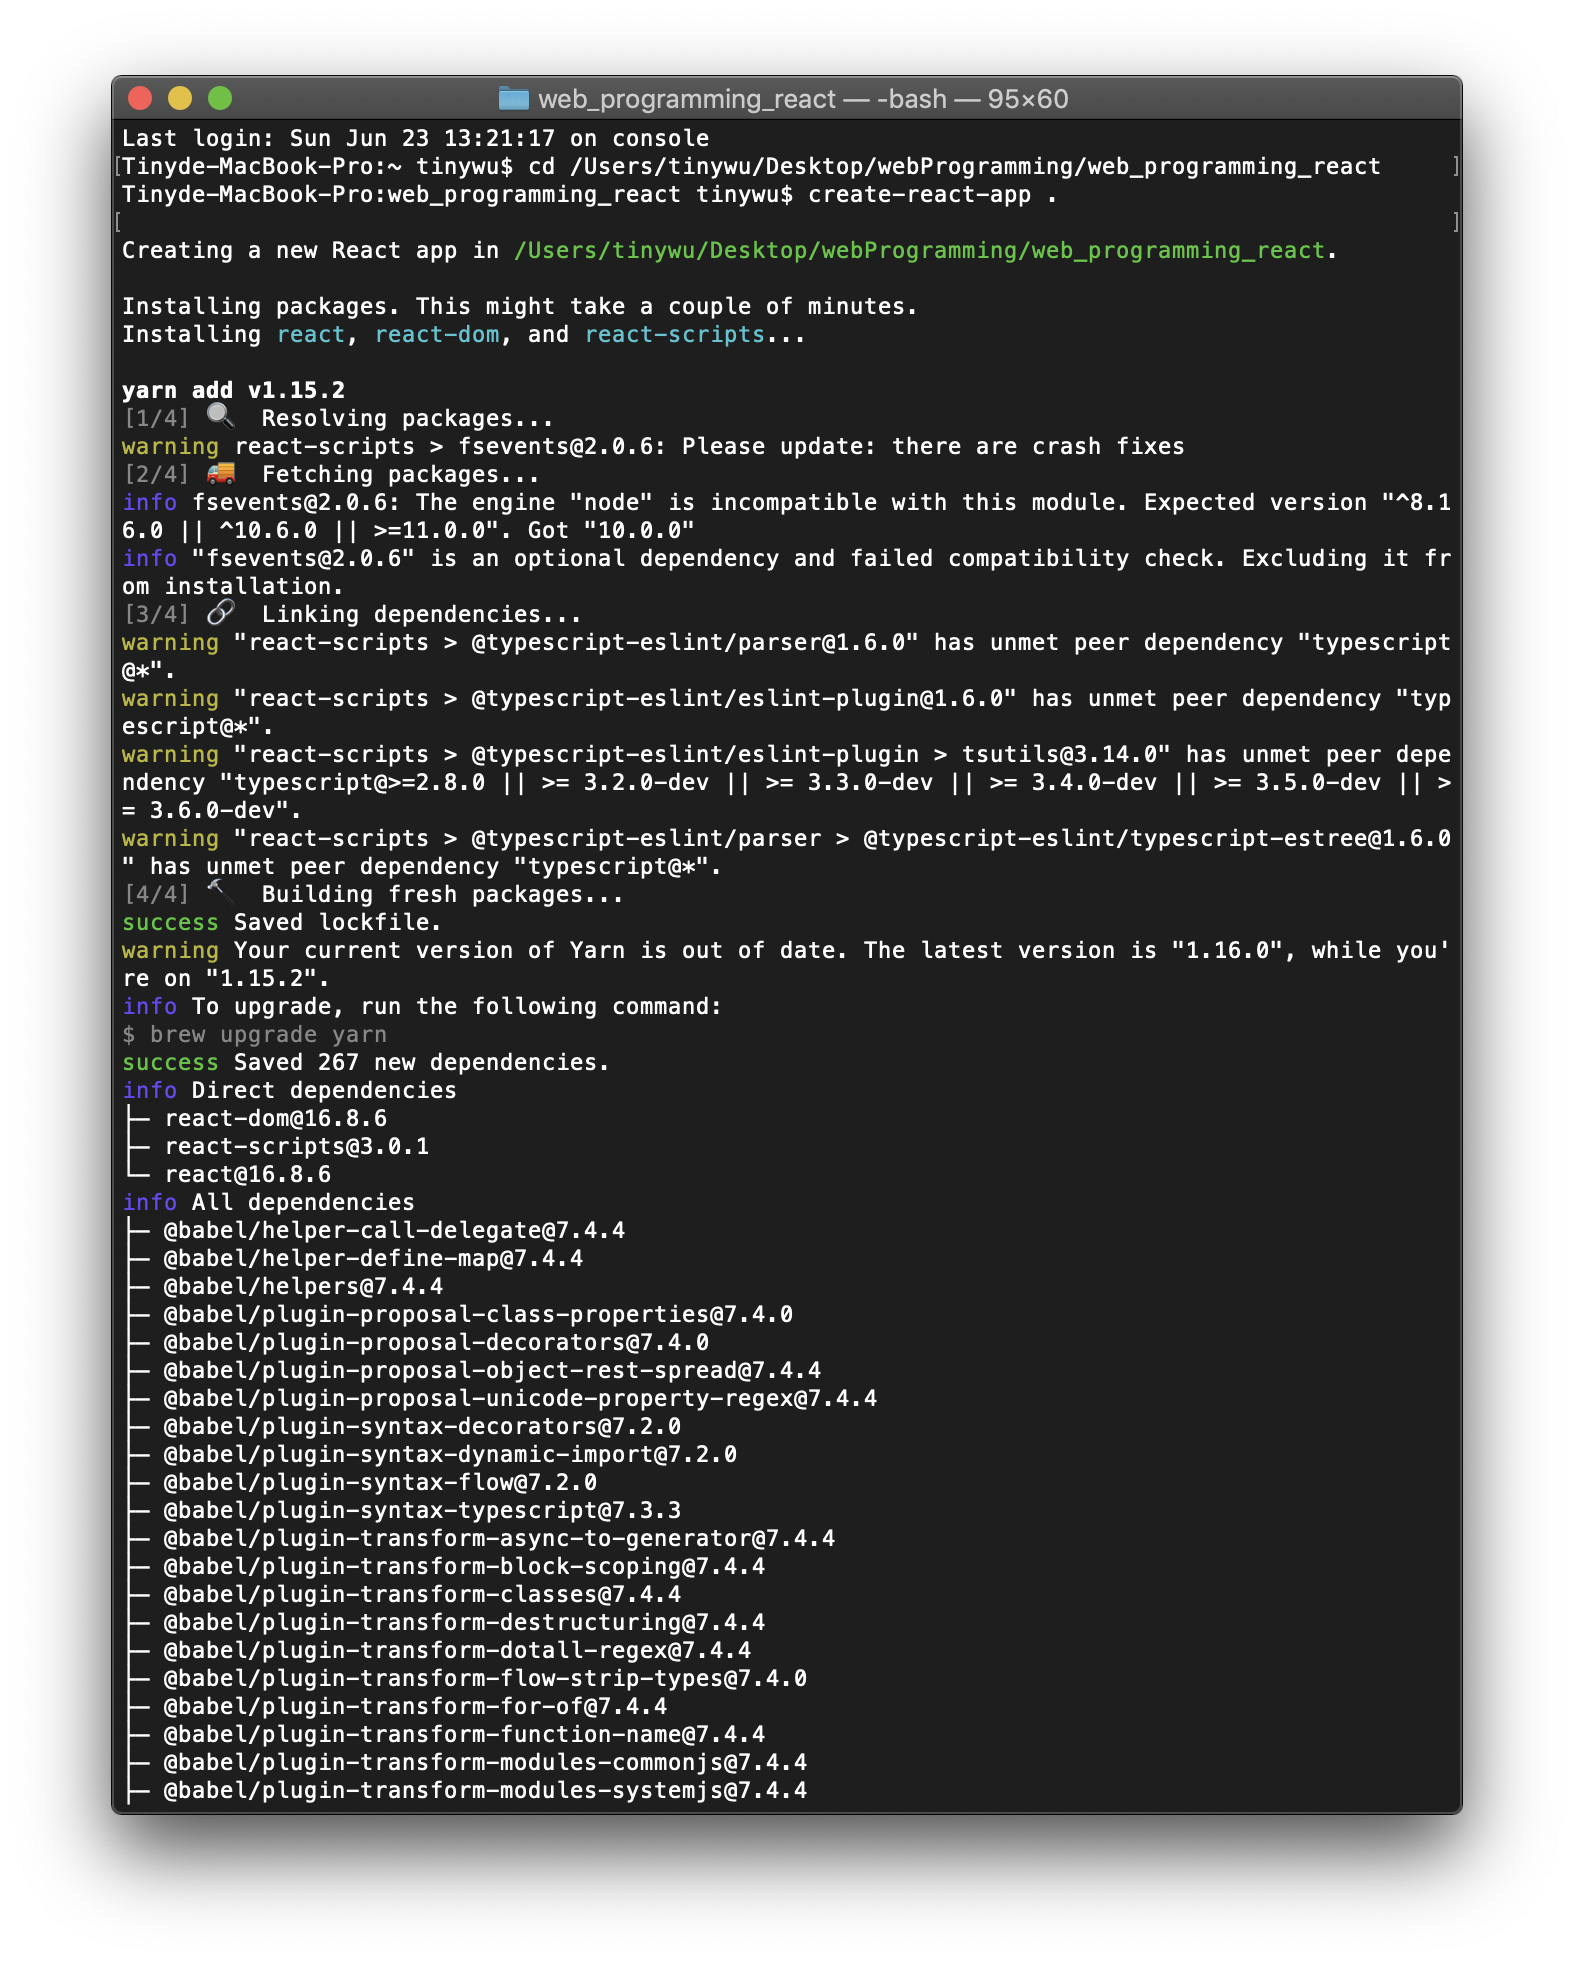 web_programming_react — -bash — 95×60
Last login: Sun Jun 23 13:21:17 on console
[Tinyde-MacBook-Pro:~ tinywu$ cd /Users/tinywu/Desktop/webProgramming/web_programming_react ]
Tinyde-MacBook-Pro:web_programming_react tinywu$ create-react-app .
[ ]
Creating a new React app in /Users/tinywu/Desktop/webProgramming/web_programming_react.
Installing packages. This might take a couple of minutes.
Installing react, react-dom, and react-scripts...
yarn add v1.15.2
[1/4] 🔍 Resolving packages...
warning react-scripts > fsevents@2.0.6: Please update: there are crash fixes
[2/4] 🚚 Fetching packages...
info fsevents@2.0.6: The engine "node" is incompatible with this module. Expected version "^8.1
6.0 || ^10.6.0 || >=11.0.0". Got "10.0.0"
info "fsevents@2.0.6" is an optional dependency and failed compatibility check. Excluding it fr
om installation.
[3/4] 🔗 Linking dependencies...
warning "react-scripts > @typescript-eslint/parser@1.6.0" has unmet peer dependency "typescript
@*".
warning "react-scripts > @typescript-eslint/eslint-plugin@1.6.0" has unmet peer dependency "typ
escript@*".
warning "react-scripts > @typescript-eslint/eslint-plugin > tsutils@3.14.0" has unmet peer depe
ndency "typescript@>=2.8.0 || >= 3.2.0-dev || >= 3.3.0-dev || >= 3.4.0-dev || >= 3.5.0-dev || >
= 3.6.0-dev".
warning "react-scripts > @typescript-eslint/parser > @typescript-eslint/typescript-estree@1.6.0
" has unmet peer dependency "typescript@*".
[4/4] 🔨 Building fresh packages...
success Saved lockfile.
warning Your current version of Yarn is out of date. The latest version is "1.16.0", while you'
re on "1.15.2".
info To upgrade, run the following command:
$ brew upgrade yarn
success Saved 267 new dependencies.
info Direct dependencies
├─ react-dom@16.8.6
├─ react-scripts@3.0.1
└─ react@16.8.6
info All dependencies
├─ @babel/helper-call-delegate@7.4.4
├─ @babel/helper-define-map@7.4.4
├─ @babel/helpers@7.4.4
├─ @babel/plugin-proposal-class-properties@7.4.0
├─ @babel/plugin-proposal-decorators@7.4.0
├─ @babel/plugin-proposal-object-rest-spread@7.4.4
├─ @babel/plugin-proposal-unicode-property-regex@7.4.4
├─ @babel/plugin-syntax-decorators@7.2.0
├─ @babel/plugin-syntax-dynamic-import@7.2.0
├─ @babel/plugin-syntax-flow@7.2.0
├─ @babel/plugin-syntax-typescript@7.3.3
├─ @babel/plugin-transform-async-to-generator@7.4.4
├─ @babel/plugin-transform-block-scoping@7.4.4
├─ @babel/plugin-transform-classes@7.4.4
├─ @babel/plugin-transform-destructuring@7.4.4
├─ @babel/plugin-transform-dotall-regex@7.4.4
├─ @babel/plugin-transform-flow-strip-types@7.4.0
├─ @babel/plugin-transform-for-of@7.4.4
├─ @babel/plugin-transform-function-name@7.4.4
├─ @babel/plugin-transform-modules-commonjs@7.4.4
├─ @babel/plugin-transform-modules-systemjs@7.4.4